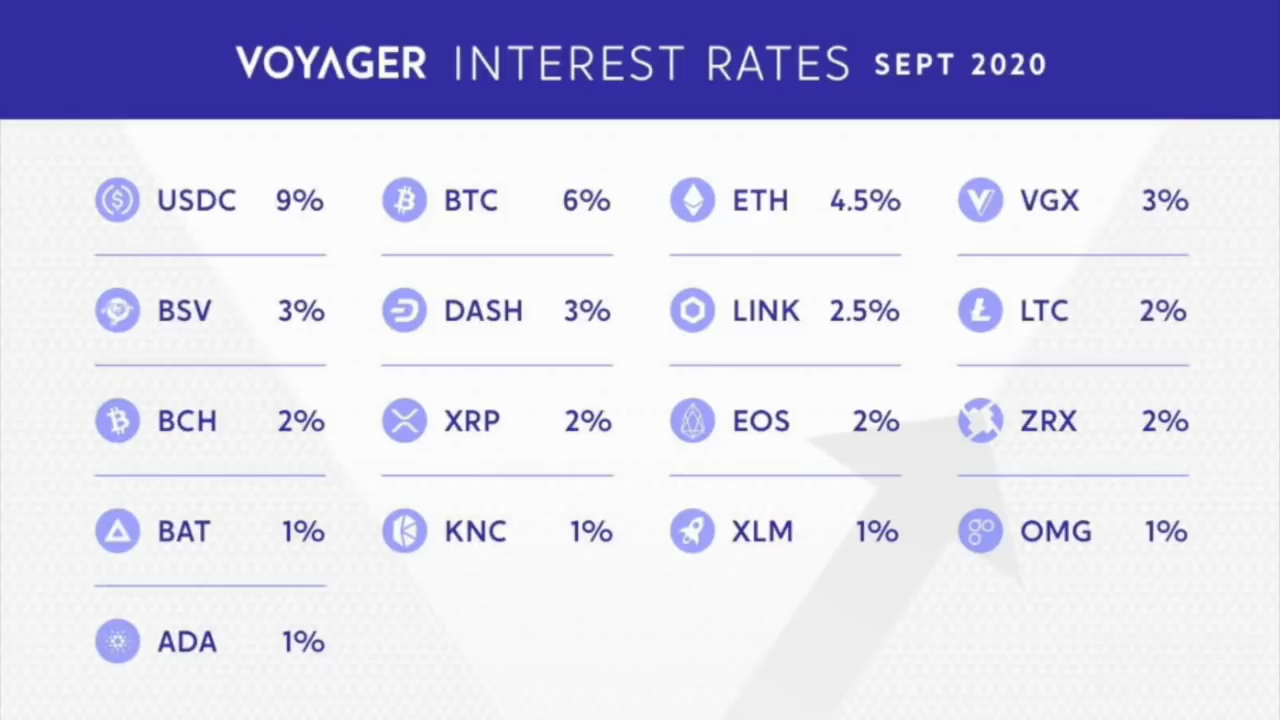 VOYAGER INTEREST RATES SEPT 2020
USDC 9% BTC 6% ETH 4.5% VGX 3%
BSV 3% DASH 3% LINK 2.5% LTC 2%
BCH 2% XRP 2% EOS 2% ZRX 2%
BAT 1% KNC 1% XLM 1% OMG 1%
ADA 1%